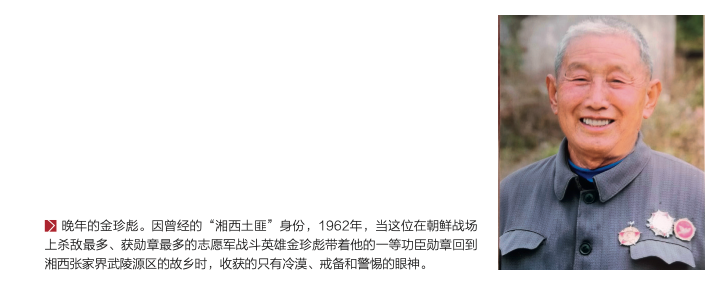 晚年的金珍彪。因曾经的“湘西土匪”身份，1962年，当这位在朝鲜战场
上杀敌最多、获勋章最多的志愿军战斗英雄金珍彪带着他的一等功臣勋章回到
湘西张家界武陵源区的故乡时，收获的只有冷漠、戒备和警惕的眼神。